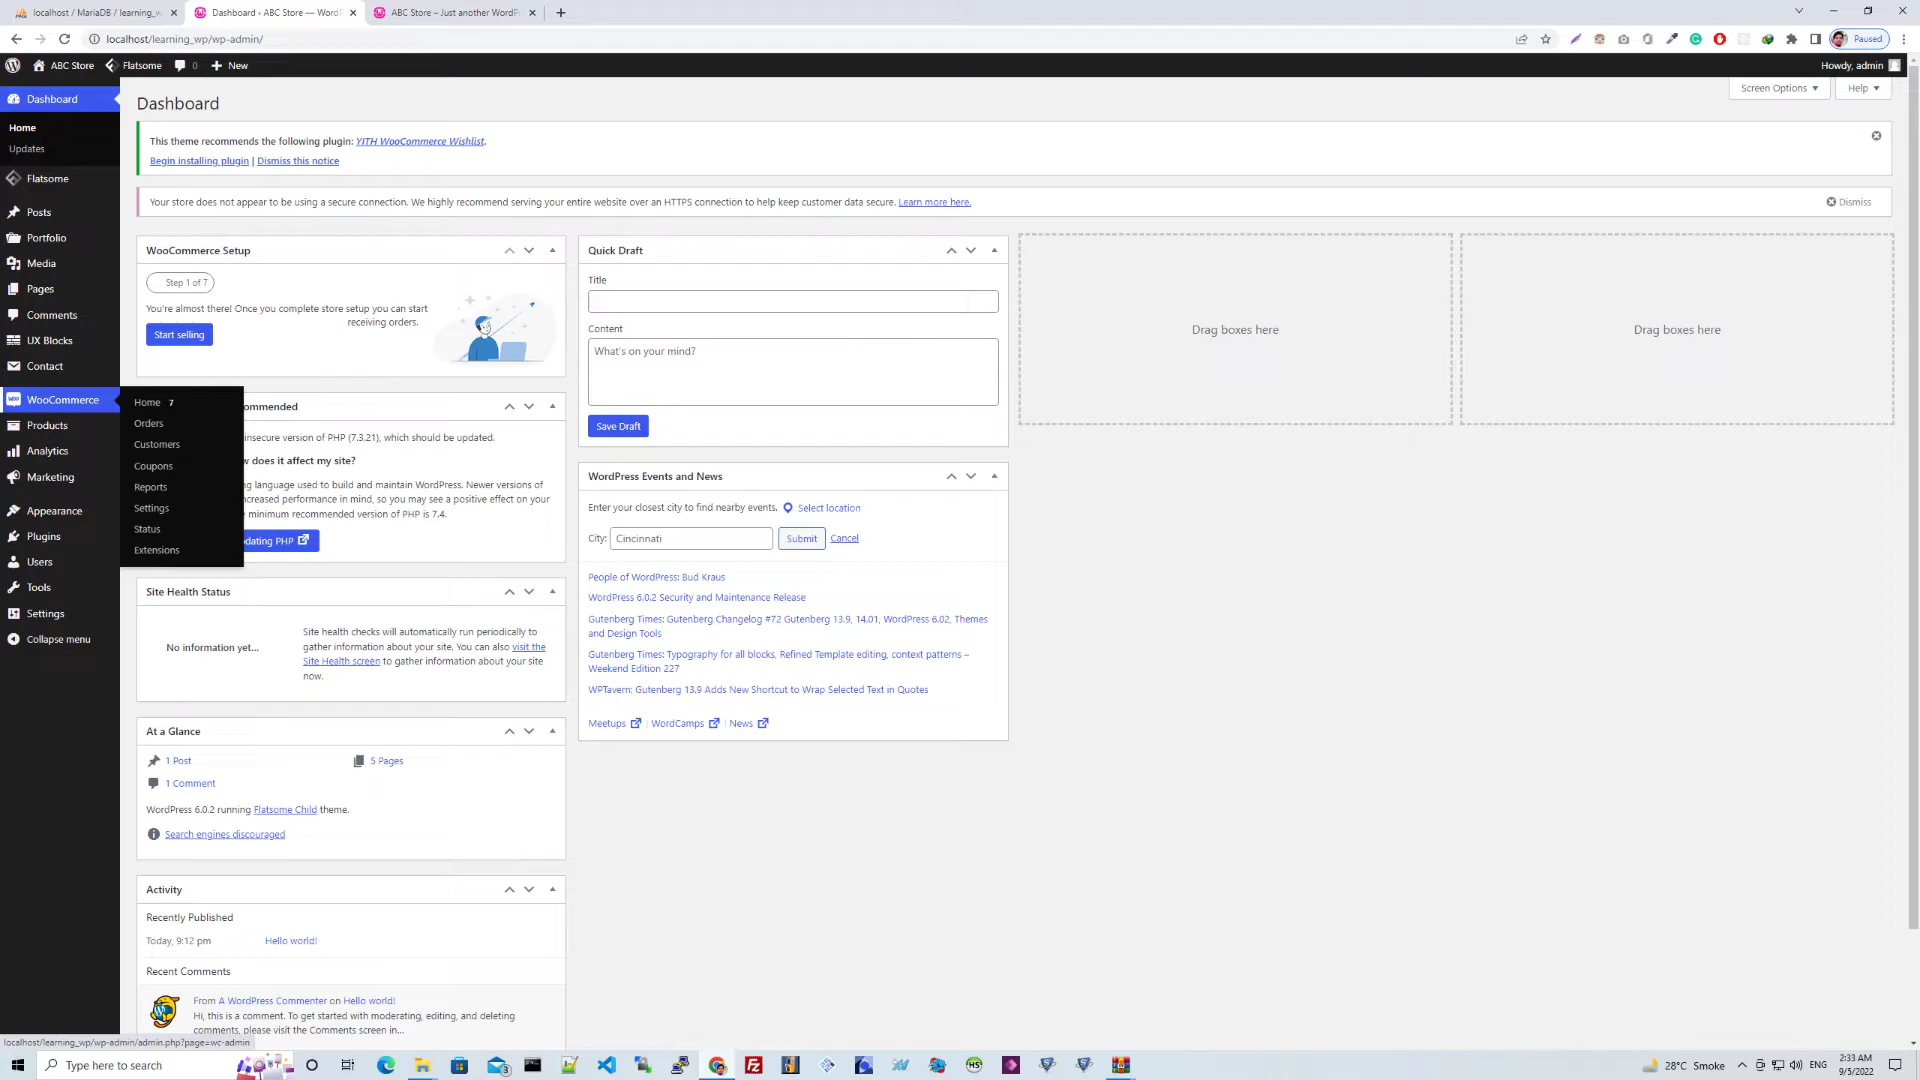 localhost / MariaDB / learning_w
Dashboard ‹ ABC Store — WordP
ABC Store – Just another WordPr
localhost/learning_wp/wp-admin/
Paused
ABC Store
Flatsome
0
New
Howdy, admin
Dashboard
Home
Updates
Flatsome
Posts
Portfolio
Media
Pages
Comments
UX Blocks
Contact
WooCommerce
Products
Analytics
Marketing
Appearance
Plugins
Users
Tools
Settings
Collapse menu
Home 7
Orders
Customers
Coupons
Reports
Settings
Status
Extensions
Dashboard
Screen Options
Help
This theme recommends the following plugin: YITH WooCommerce Wishlist.
Begin installing plugin | Dismiss this notice
Your store does not appear to be using a secure connection. We highly recommend serving your entire website over an HTTPS connection to help keep customer data secure. Learn more here.
Dismiss
WooCommerce Setup
Step 1 of 7
You're almost there! Once you complete store setup you can start
receiving orders.
Start selling
ommended
insecure version of PHP (7.3.21), which should be updated.
w does it affect my site?
g language used to build and maintain WordPress. Newer versions of
ncreased performance in mind, so you may see a positive effect on your
e minimum recommended version of PHP is 7.4.
pdating PHP
Site Health Status
No information yet...
Site health checks will automatically run periodically to
gather information about your site. You can also visit the
Site Health screen to gather information about your site
now.
At a Glance
1 Post
5 Pages
1 Comment
WordPress 6.0.2 running Flatsome Child theme.
Search engines discouraged
Activity
Recently Published
Today, 9:12 pm
Hello world!
Recent Comments
From A WordPress Commenter on Hello world!
Hi, this is a comment. To get started with moderating, editing, and deleting
comments, please visit the Comments screen in...
Quick Draft
Title
Content
What's on your mind?
Save Draft
WordPress Events and News
Enter your closest city to find nearby events. Select location
City: Cincinnati
Submit
Cancel
People of WordPress: Bud Kraus
WordPress 6.0.2 Security and Maintenance Release
Gutenberg Times: Gutenberg Changelog #72 Gutenberg 13.9, 14.01, WordPress 6.02, Themes
and Design Tools
Gutenberg Times: Typography for all blocks, Refined Template editing, context patterns –
Weekend Edition 227
WPTavern: Gutenberg 13.9 Adds New Shortcut to Wrap Selected Text in Quotes
Meetups | WordCamps | News
Drag boxes here
Drag boxes here
localhost/learning_wp/wp-admin/admin.php?page=wc-admin
Type here to search
28°C Smoke
ENG
2:33 AM
9/5/2022